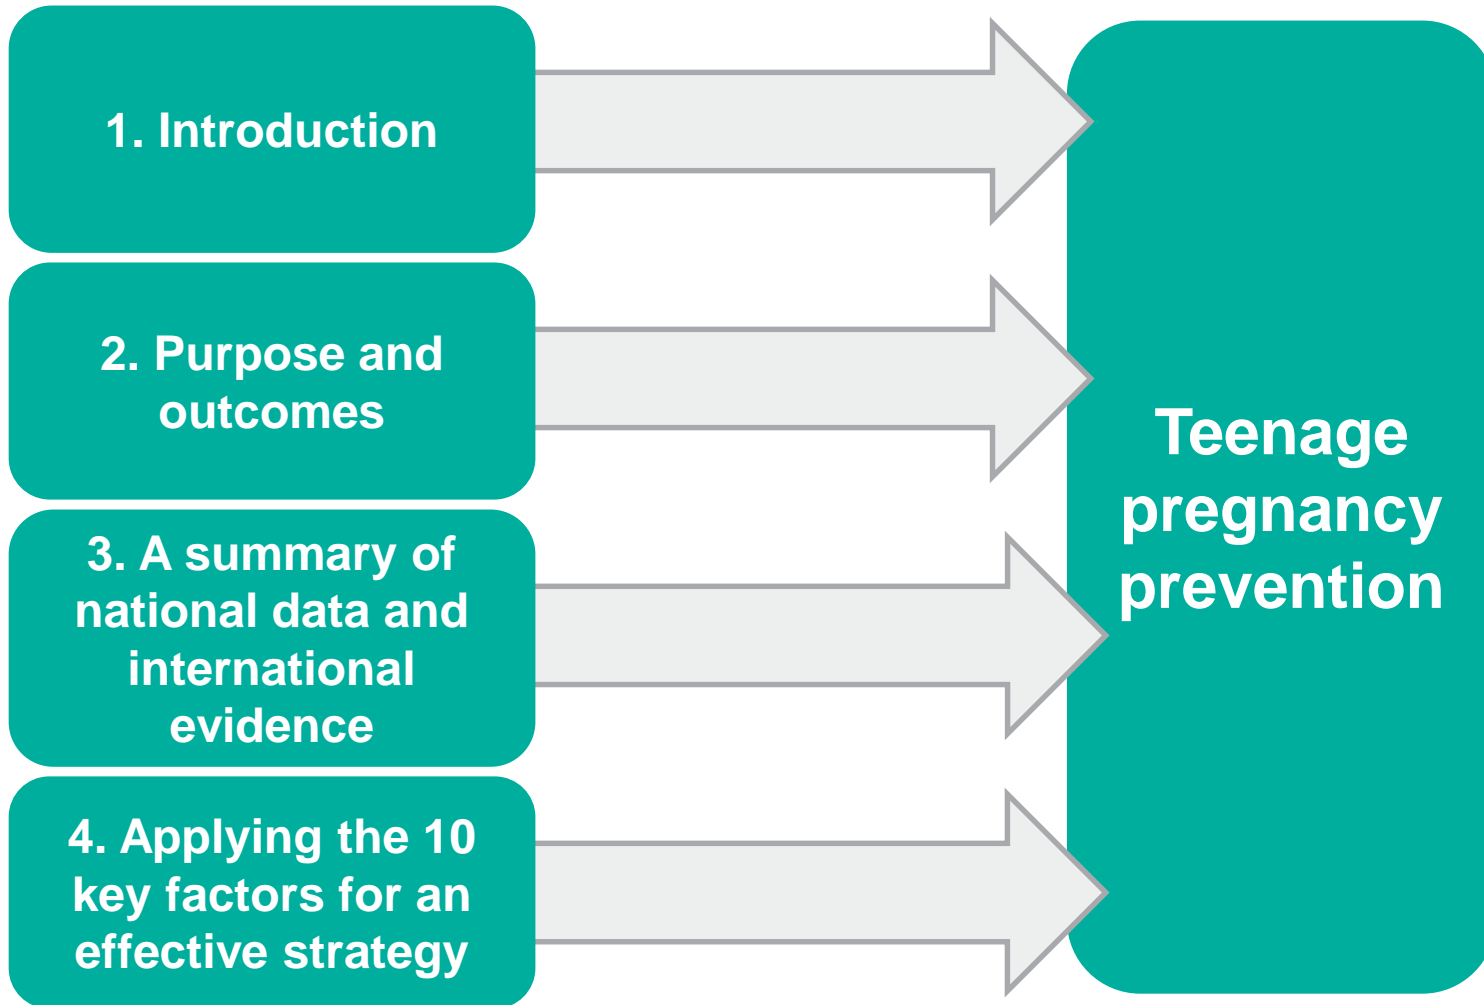 1. Introduction
2. Purpose and
outcomes
3. A summary of
national data and
international
evidence
4. Applying the 10
key factors for an
effective strategy
Teenage
pregnancy
prevention